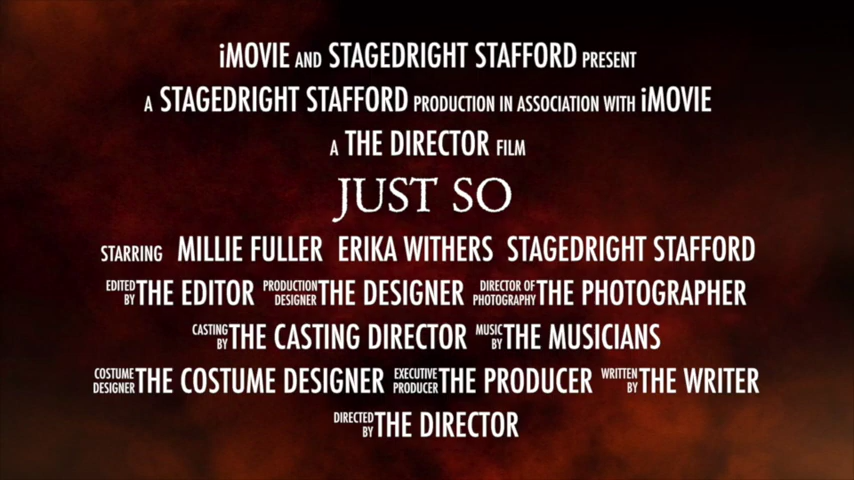 iMOVIE AND STAGEDRIGHT STAFFORD PRESENT
A STAGEDRIGHT STAFFORD PRODUCTION IN ASSOCIATION WITH iMOVIE
A THE DIRECTOR FILM
JUST SO
STARRING MILLIE FULLER ERIKA WITHERS STAGEDRIGHT STAFFORD
EDITED BY THE EDITOR PRODUCTION DESIGNER THE DESIGNER DIRECTOR OF PHOTOGRAPHY THE PHOTOGRAPHER
CASTING BY THE CASTING DIRECTOR MUSIC BY THE MUSICIANS
COSTUME DESIGNER THE COSTUME DESIGNER EXECUTIVE PRODUCER THE PRODUCER WRITTEN BY THE WRITER
DIRECTED BY THE DIRECTOR